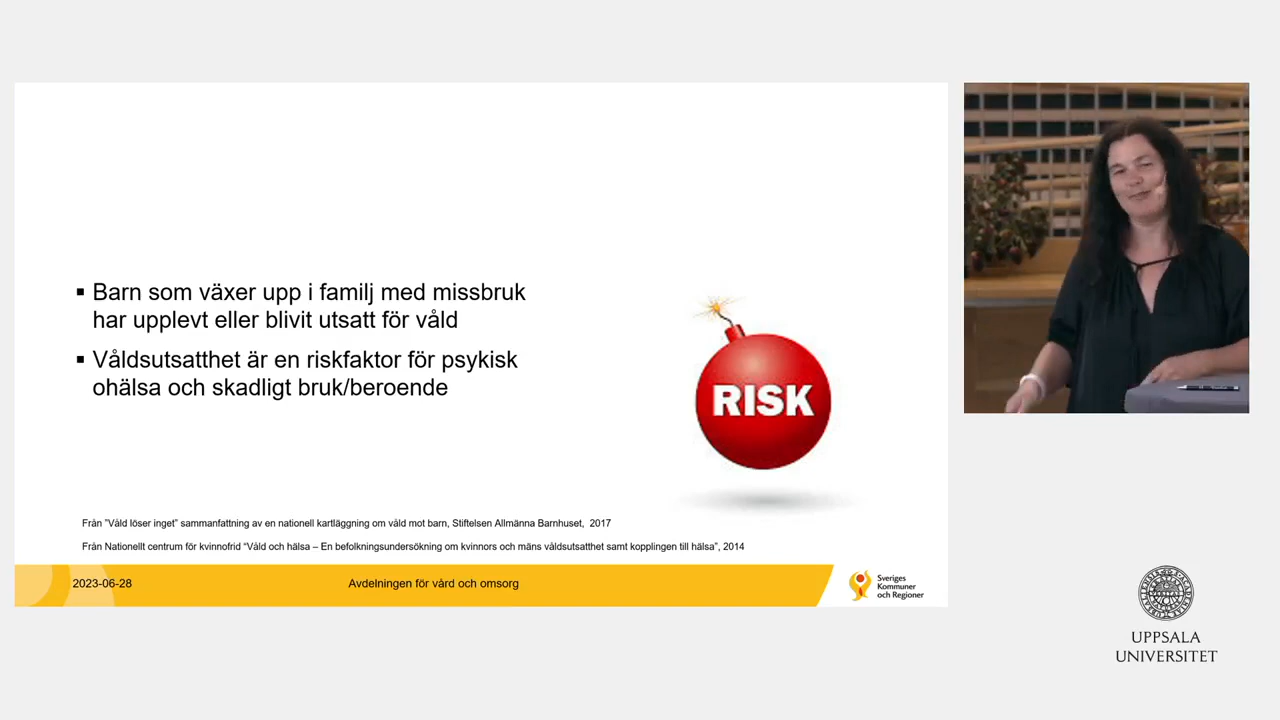 ▪ Barn som växer upp i familj med missbruk
har upplevt eller blivit utsatt för våld
▪ Våldsutsatthet är en riskfaktor för psykisk
ohälsa och skadligt bruk/beroende
RISK
Från ”Våld löser inget” sammanfattning av en nationell kartläggning om våld mot barn, Stiftelsen Allmänna Barnhuset, 2017
Från Nationellt centrum för kvinnofrid “Våld och hälsa – En befolkningsundersökning om kvinnors och mäns våldsutsatthet samt kopplingen till hälsa”, 2014
2023-06-28
Avdelningen för vård och omsorg
Sveriges
Kommuner
och Regioner
UPPSALA
UNIVERSITET